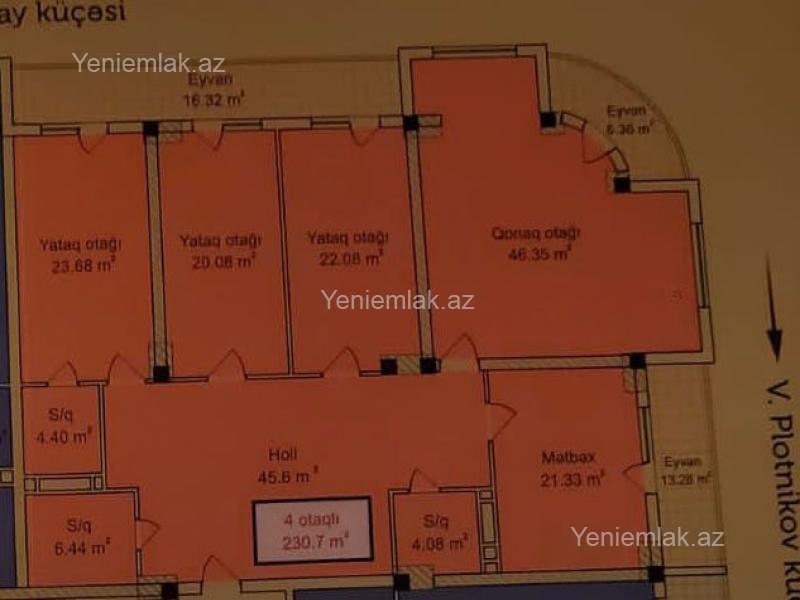 ay küçəsi
Yeniemlak.az
Eyvan
16.32 m²
Eyvan
6.36 m²
Yataq otağı
23.68 m²
Yataq otağı
20.08 m²
Yataq otağı
22.08 m²
Qonaq otağı
46.35 m²
Yeniemlak.az
S/q
4.40 m²
Holl
45.6 m²
Mətbəx
21.33 m²
Eyvan
13.28 m²
V. Plotnikov küç
S/q
6.44 m²
4 otaqlı
230.7 m²
S/q
4.08 m²
Yeniemlak.az